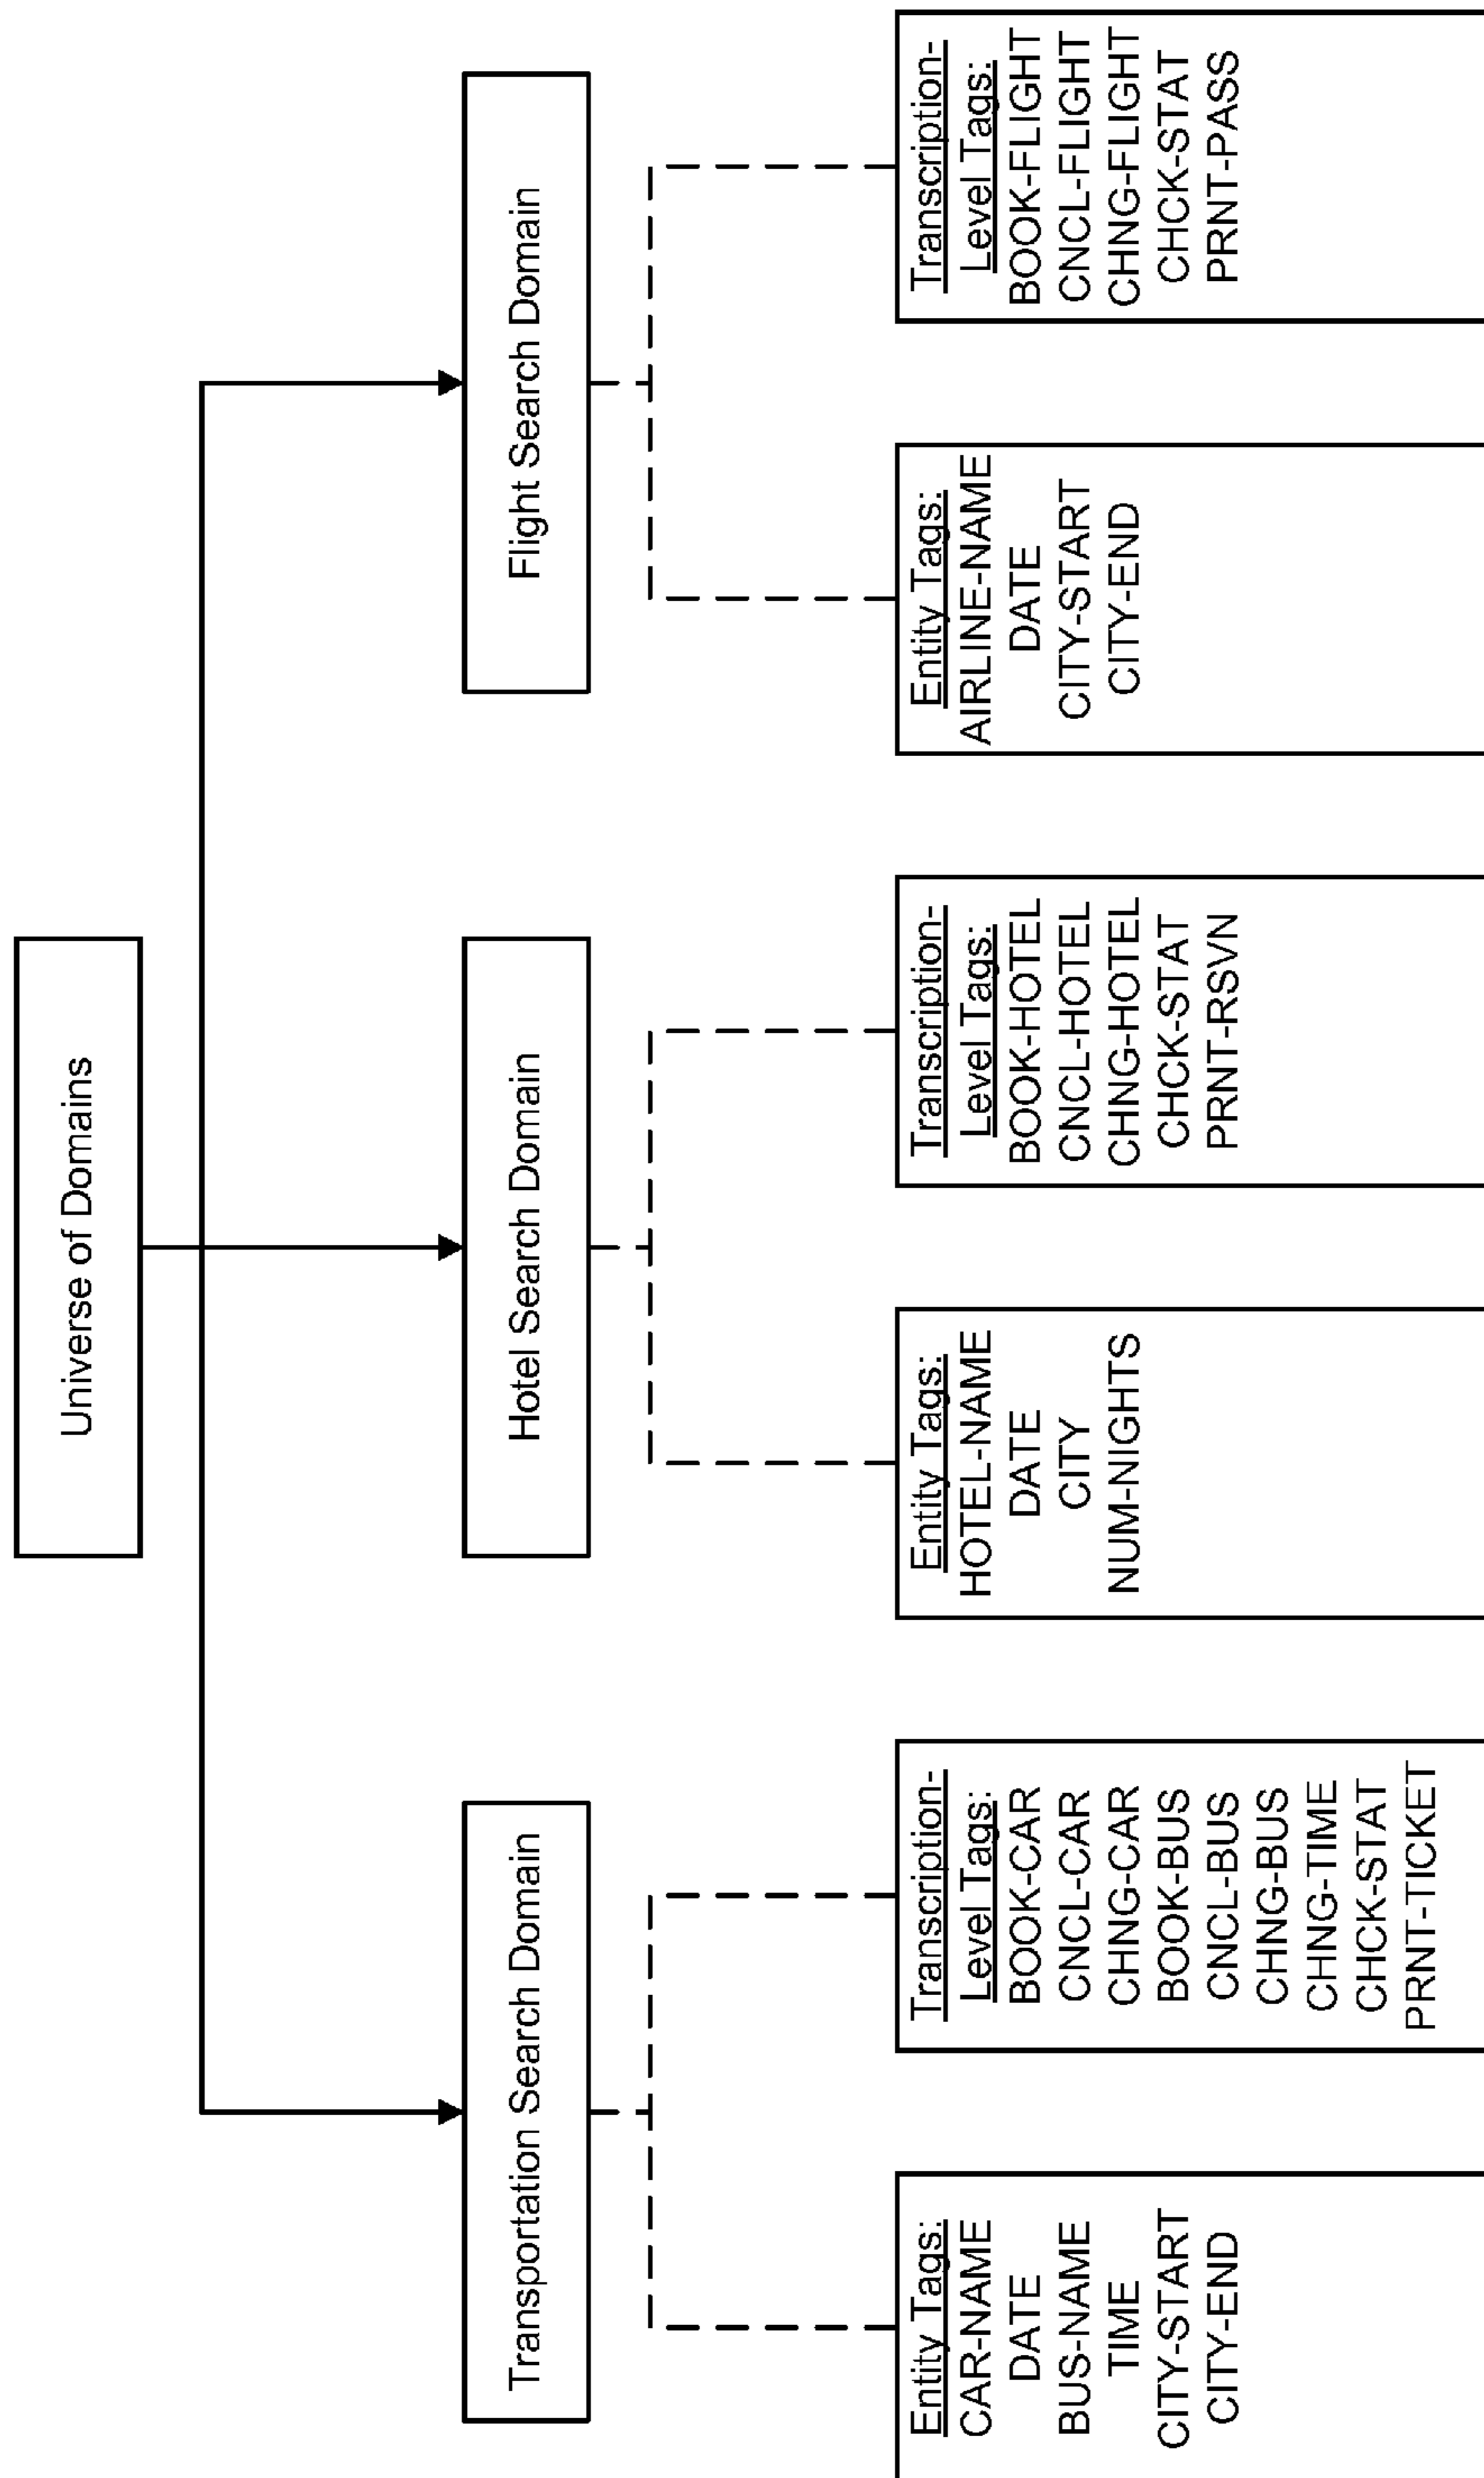 Universe of Domains
Transportation Search Domain
Hotel Search Domain
Flight Search Domain
Entity Tags:
CAR-NAME
DATE
BUS-NAME
TIME
CITY-START
CITY-END
Transcription-
Level Tags:
BOOK-CAR
CNCL-CAR
CHNG-CAR
BOOK-BUS
CNCL-BUS
CHNG-BUS
CHNG-TIME
CHCK-STAT
PRNT-TICKET
Entity Tags:
HOTEL-NAME
DATE
CITY
NUM-NIGHTS
Transcription-
Level Tags:
BOOK-HOTEL
CNCL-HOTEL
CHNG-HOTEL
CHCK-STAT
PRNT-RSVN
Entity Tags:
AIRLINE-NAME
DATE
CITY-START
CITY-END
Transcription-
Level Tags:
BOOK-FLIGHT
CNCL-FLIGHT
CHNG-FLIGHT
CHCK-STAT
PRNT-PASS